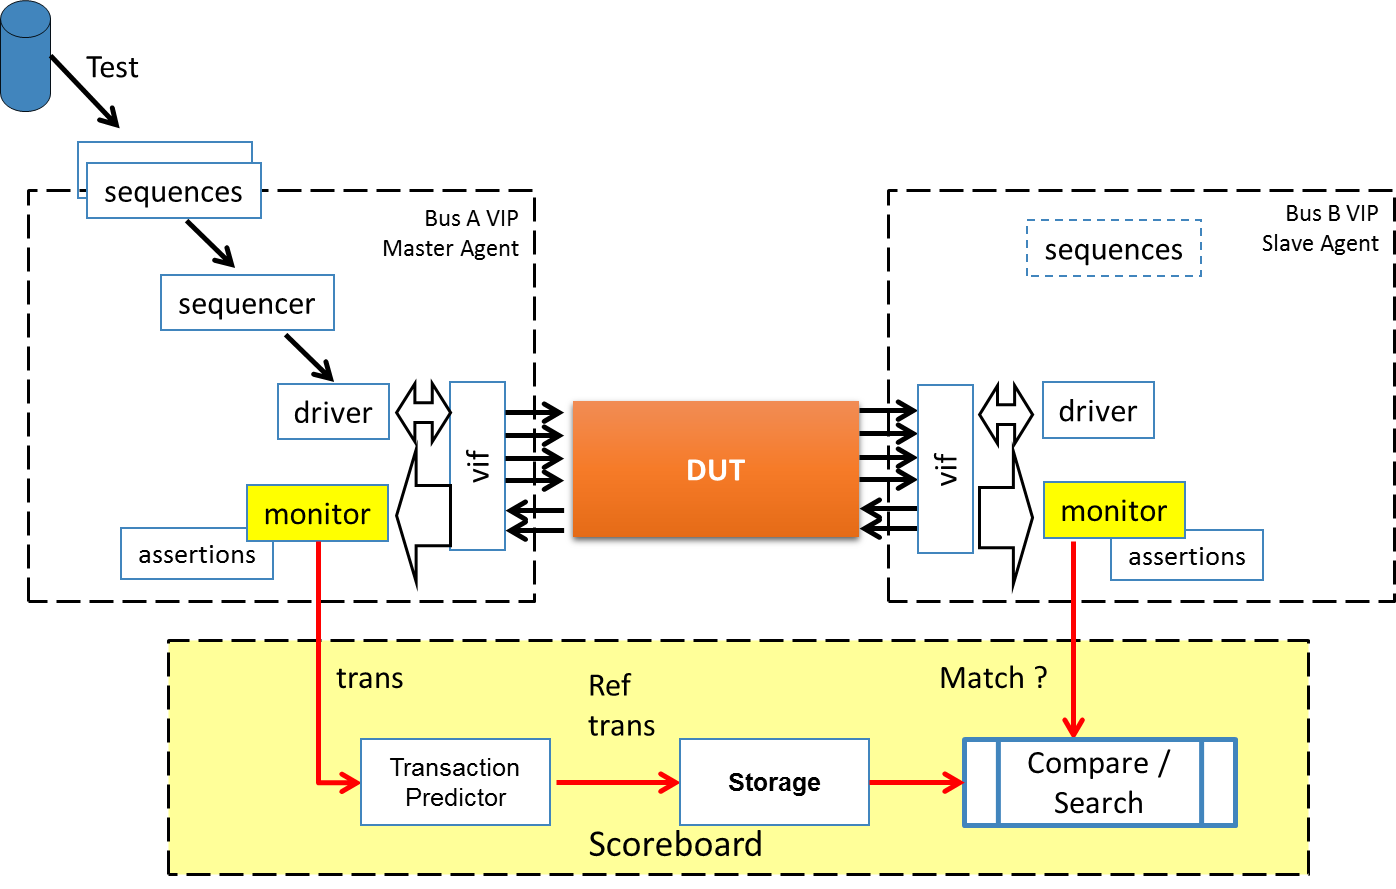 Test
sequences
Bus A VIP
Master Agent
sequencer
driver
vif
monitor
assertions
DUT
Bus B VIP
Slave Agent
sequences
vif
driver
monitor
assertions
trans
Ref
trans
Match ?
Transaction
Predictor
Storage
Compare /
Search
Scoreboard